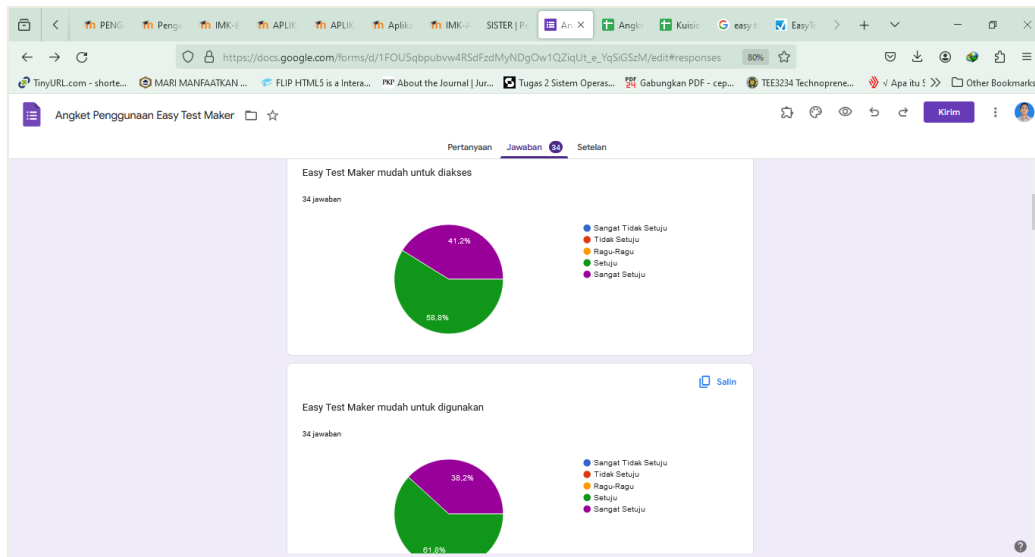 PENG.
Penga
IMK-B
APLIK.
APLIK
Aplika
IMK-A
SISTER | Pe
An
Angke
Kuisio
easy t
EasyTe
https://docs.google.com/forms/d/1FOUSqbpubvw4RSdFzdMyNDgOw1QZiqUt_e_YqSiGSzM/edit#responses
80%
TinyURL.com - shorte...
MARI MANFAATKAN ...
FLIP HTML5 is a Intera...
PKP About the Journal | Jur...
Tugas 2 Sistem Operas...
Gabungkan PDF - cep...
TEE3234 Technoprene...
√ Apa itu S
Other Bookmarks
Angket Penggunaan Easy Test Maker
Kirim
Pertanyaan Jawaban 34 Setelan
Easy Test Maker mudah untuk diakses
34 jawaban
41,2%
58,8%
Sangat Tidak Setuju
Tidak Setuju
Ragu-Ragu
Setuju
Sangat Setuju
Salin
Easy Test Maker mudah untuk digunakan
34 jawaban
38,2%
61,8%
Sangat Tidak Setuju
Tidak Setuju
Ragu-Ragu
Setuju
Sangat Setuju